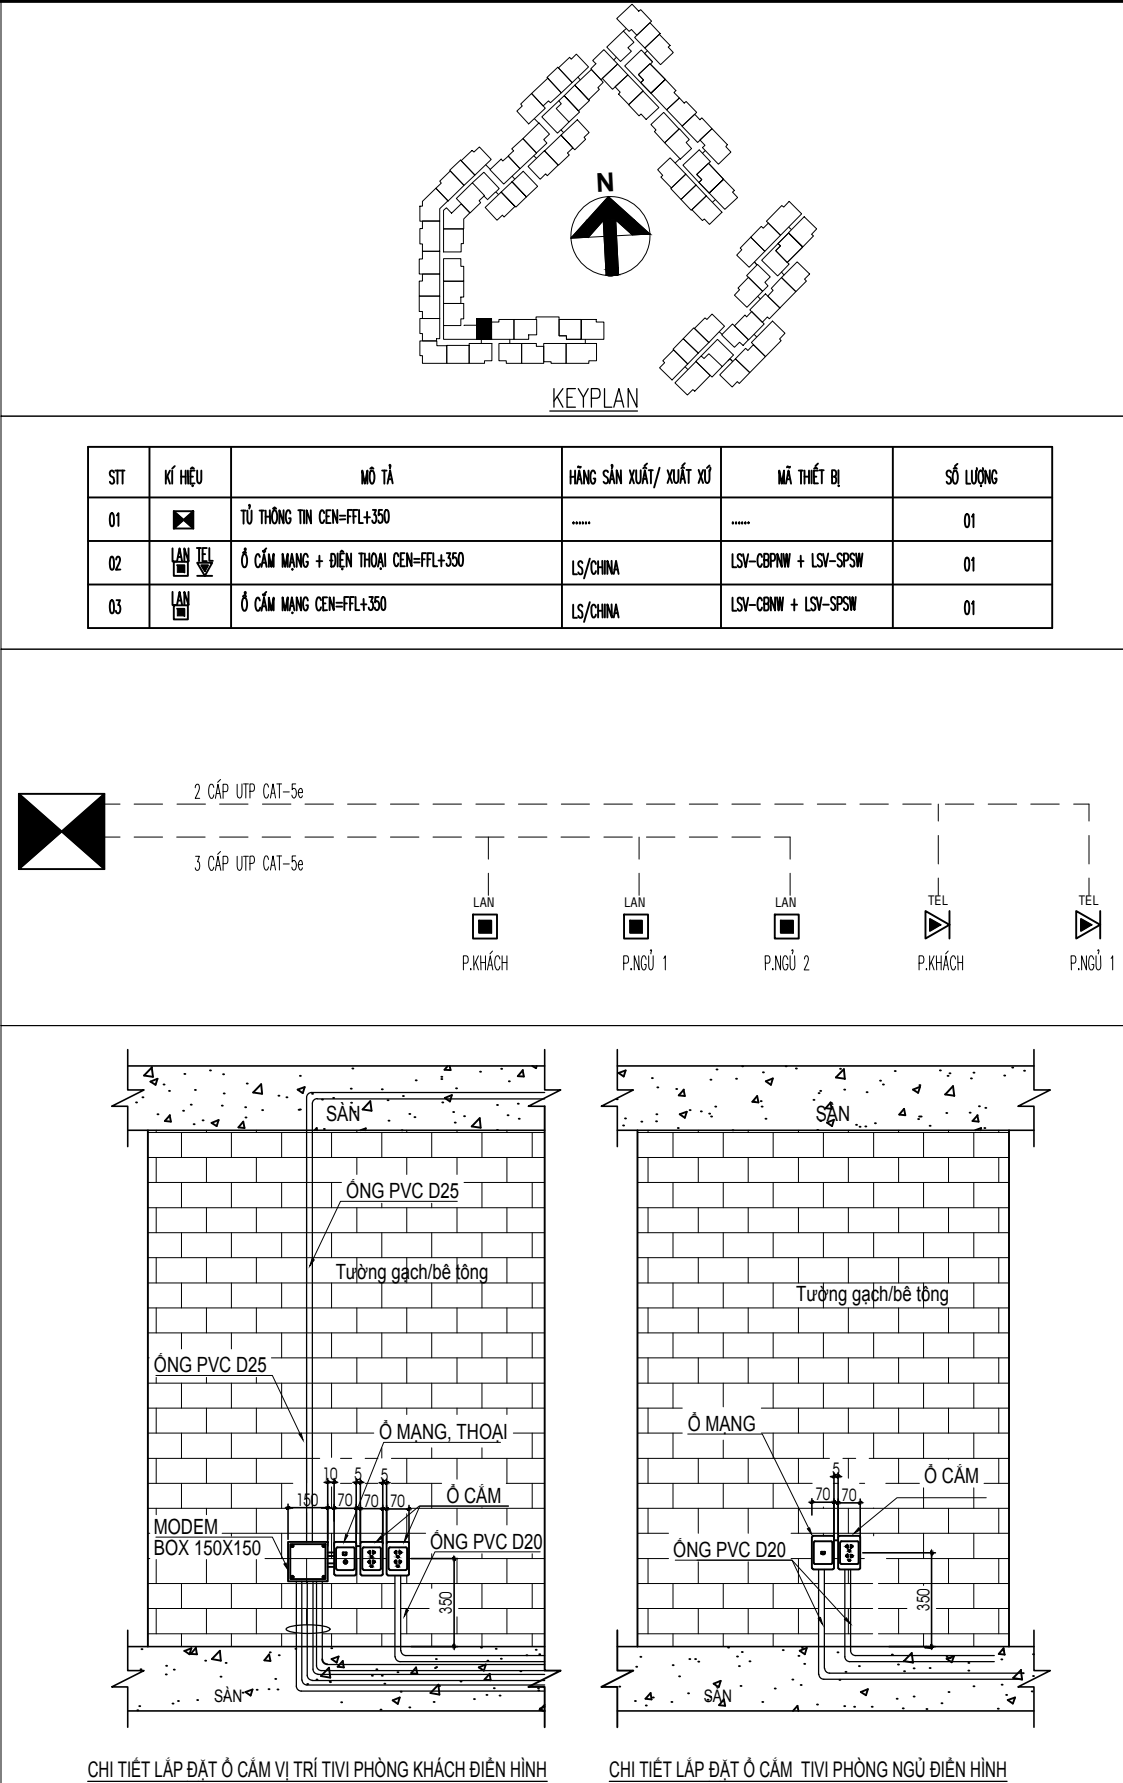 N
KEYPLAN
STT KÍ HIỆU MÔ TẢ HÃNG SẢN XUẤT/ XUẤT XỨ MÃ THIẾT BỊ SỐ LƯỢNG
01 TỦ THÔNG TIN CEN=FFL+350 ...... ...... 01
02 LAN TEL Ổ CẮM MẠNG + ĐIỆN THOẠI CEN=FFL+350 LS/CHINA LSV-CBPNW + LSV-SPSW 01
03 LAN Ổ CẮM MẠNG CEN=FFL+350 LS/CHINA LSV-CBNW + LSV-SPSW 01
2 CÁP UTP CAT-5e
3 CÁP UTP CAT-5e
LAN LAN LAN TEL TEL
P.KHÁCH P.NGỦ 1 P.NGỦ 2 P.KHÁCH P.NGỦ 1
SÀN
ỐNG PVC D25
Tường gạch/bê tông
ỐNG PVC D25
Ổ MẠNG, THOẠI
10 5 5
150 70 70 70
Ổ CẮM
MODEM
BOX 150X150
ỐNG PVC D20
350
SÀN
CHI TIẾT LẮP ĐẶT Ổ CẮM VỊ TRÍ TIVI PHÒNG KHÁCH ĐIỂN HÌNH
SÀN
Tường gạch/bê tông
Ổ MẠNG
5
70 70
Ổ CẮM
ỐNG PVC D20
350
SÀN
CHI TIẾT LẮP ĐẶT Ổ CẮM TIVI PHÒNG NGỦ ĐIỂN HÌNH